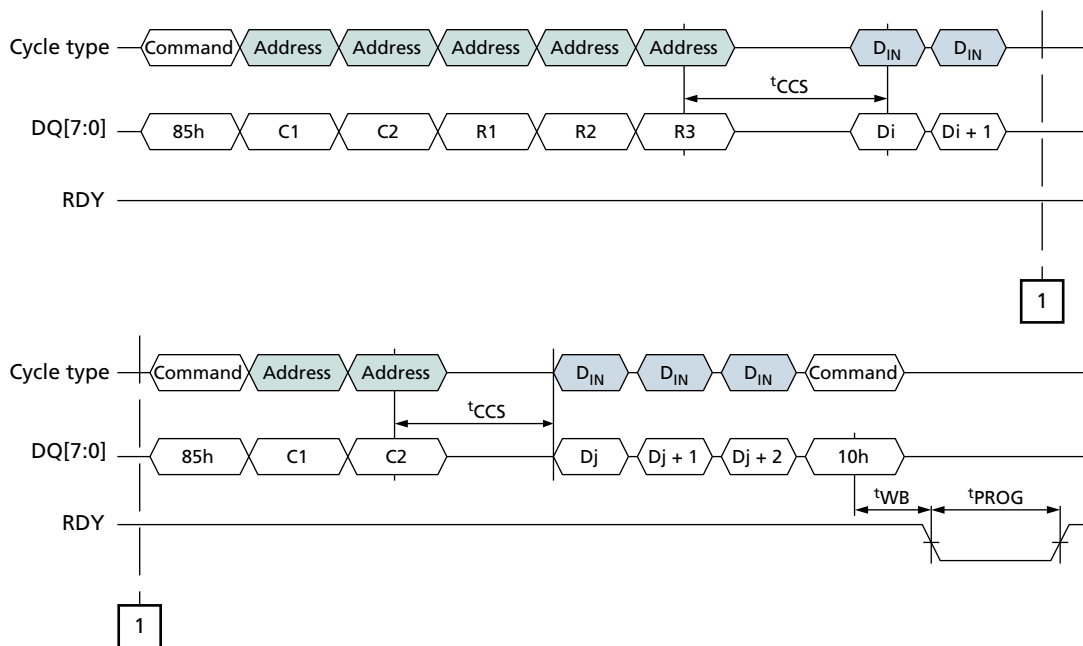 Cycle type Command Address Address Address Address Address DIN DIN
tCCS
DQ[7:0] 85h C1 C2 R1 R2 R3 Di Di + 1
RDY
1
Cycle type Command Address Address DIN DIN DIN Command
tCCS
DQ[7:0] 85h C1 C2 Dj Dj + 1 Dj + 2 10h
tWB tPROG
RDY
1